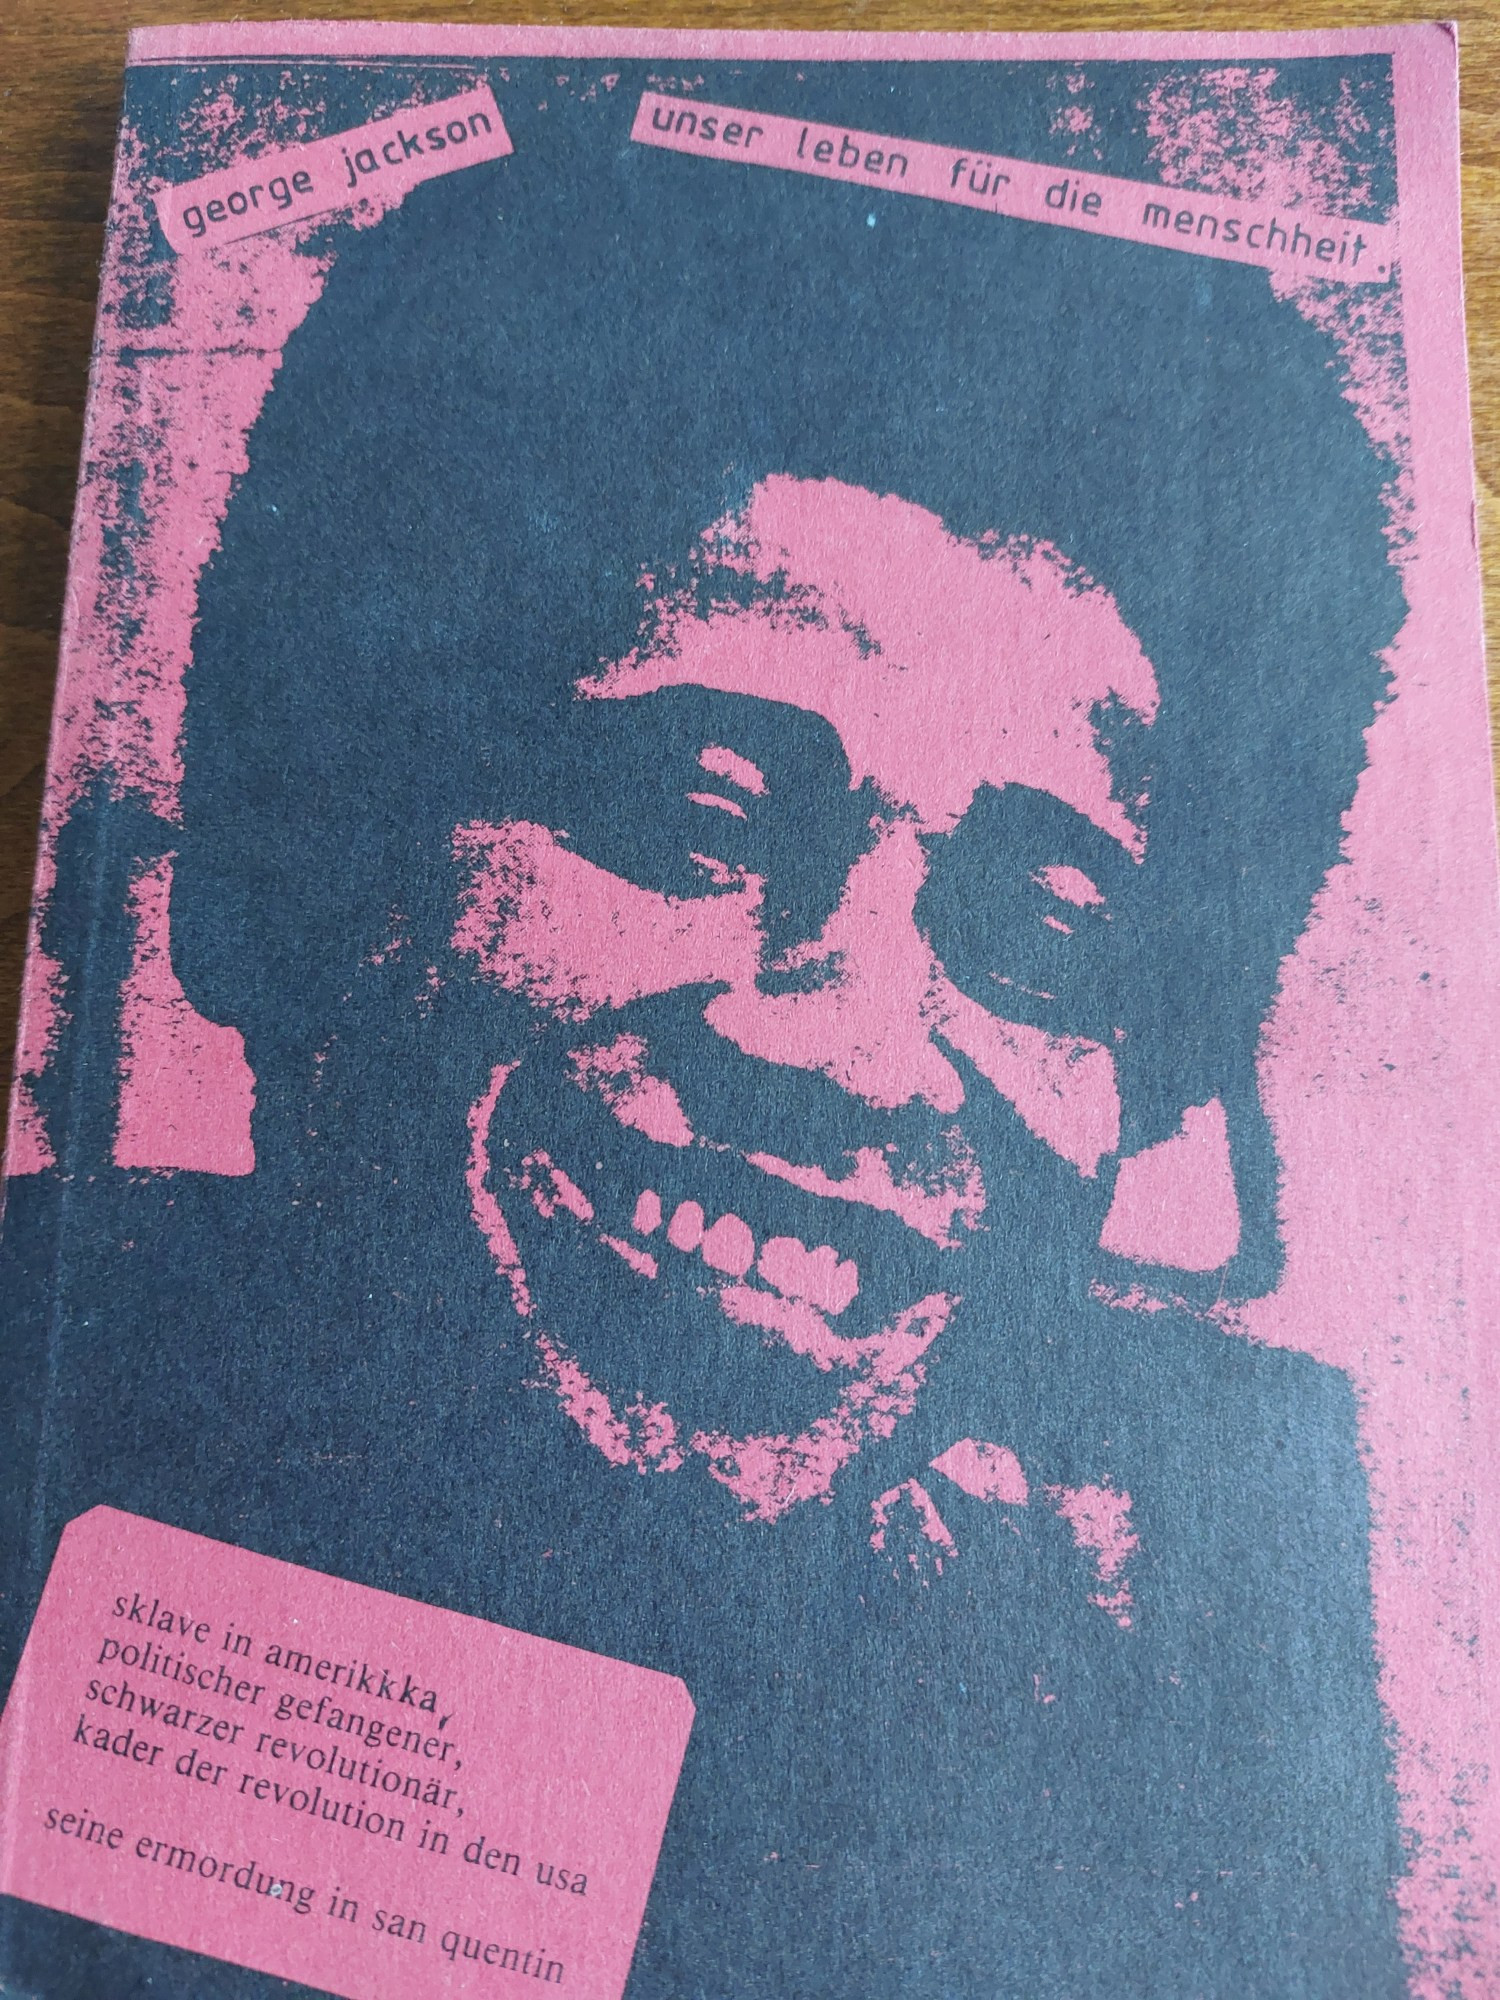 george jackson
unser leben für die menschheit.
sklave in amerikkka,
politischer gefangener,
schwarzer revolutionär,
kader der revolution in den usa
seine ermordung in san quentin